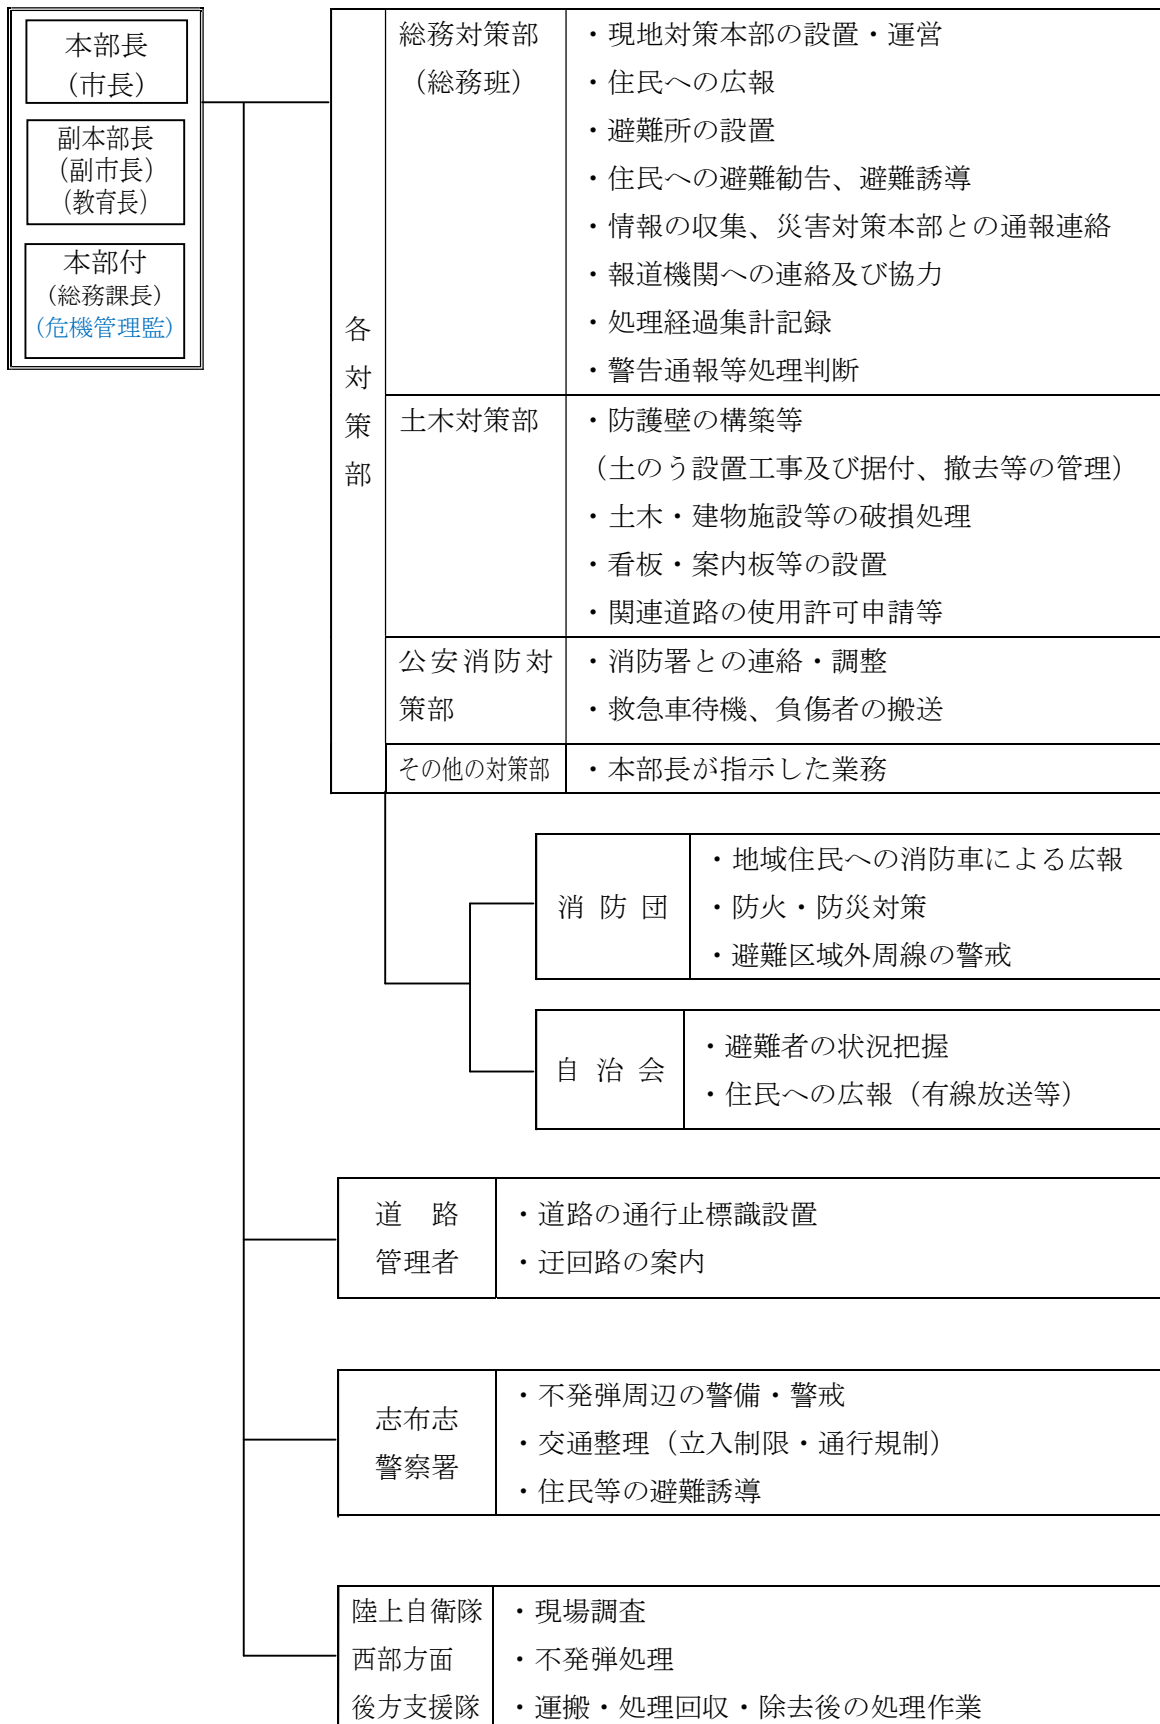 本部長
（市長）
副本部長
（副市長）
（教育長）
本部付
（総務課長）
（危機管理監）
各対策部
総務対策部
（総務班）
・現地対策本部の設置・運営
・住民への広報
・避難所の設置
・住民への避難勧告、避難誘導
・情報の収集、災害対策本部との通報連絡
・報道機関への連絡及び協力
・処理経過集計記録
・警告通報等処理判断
土木対策部
・防護壁の構築等
（土のう設置工事及び据付、撤去等の管理）
・土木・建物施設等の破損処理
・看板・案内板等の設置
・関連道路の使用許可申請等
公安消防対
策部
・消防署との連絡・調整
・救急車待機、負傷者の搬送
その他の対策部
・本部長が指示した業務
消 防 団
・地域住民への消防車による広報
・防火・防災対策
・避難区域外周線の警戒
自 治 会
・避難者の状況把握
・住民への広報（有線放送等）
道　路
管理者
・道路の通行止標識設置
・迂回路の案内
志布志
警察署
・不発弾周辺の警備・警戒
・交通整理（立入制限・通行規制）
・住民等の避難誘導
陸上自衛隊
西部方面
後方支援隊
・現場調査
・不発弾処理
・運搬・処理回収・除去後の処理作業